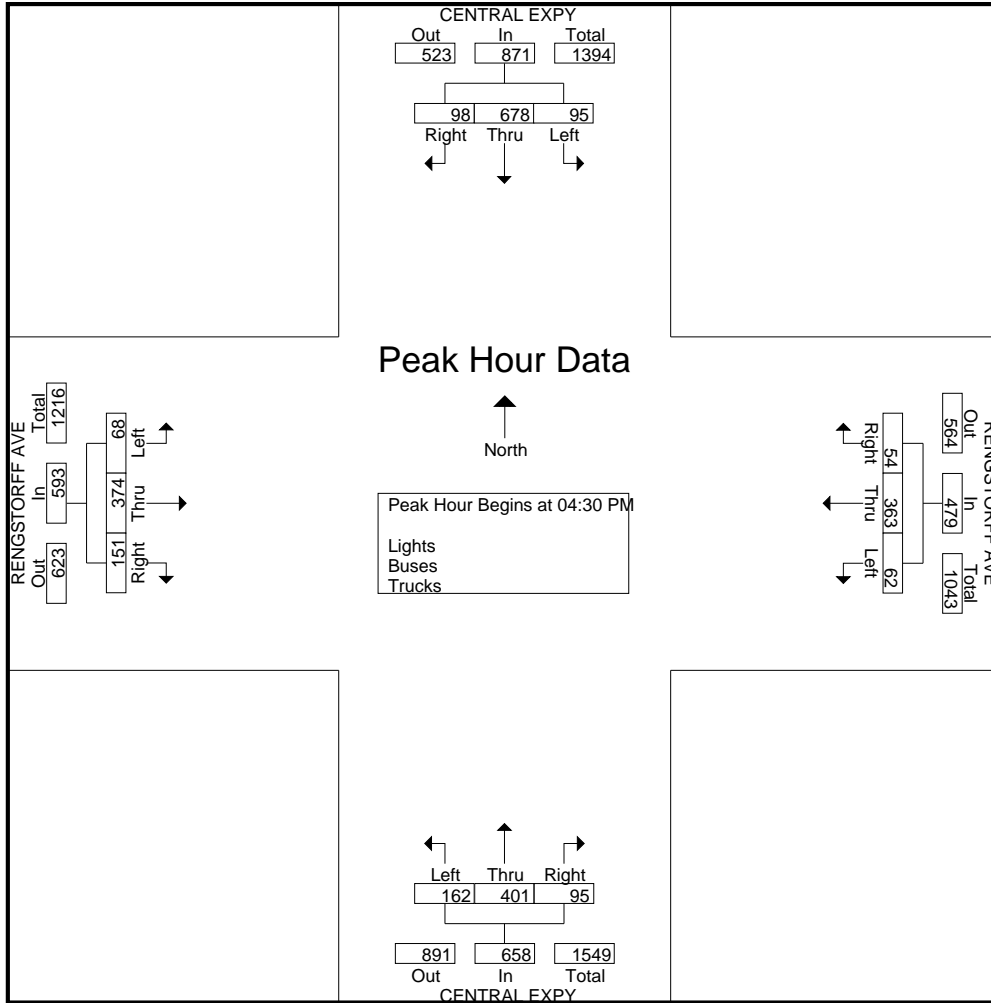 CENTRAL EXPY
Out In Total
523 871 1394
98 678 95
Right Thru Left
Peak Hour Data
North
Peak Hour Begins at 04:30 PM
Lights
Buses
Trucks
RENGSTORFF AVE
Out In Total
623 593 1216
151 374 68
Right Thru Left
RENGSTORFF AVE
Out In Total
564 479 1043
54 363 62
Right Thru Left
Left Thru Right
162 401 95
891 658 1549
Out In Total
CENTRAL EXPY